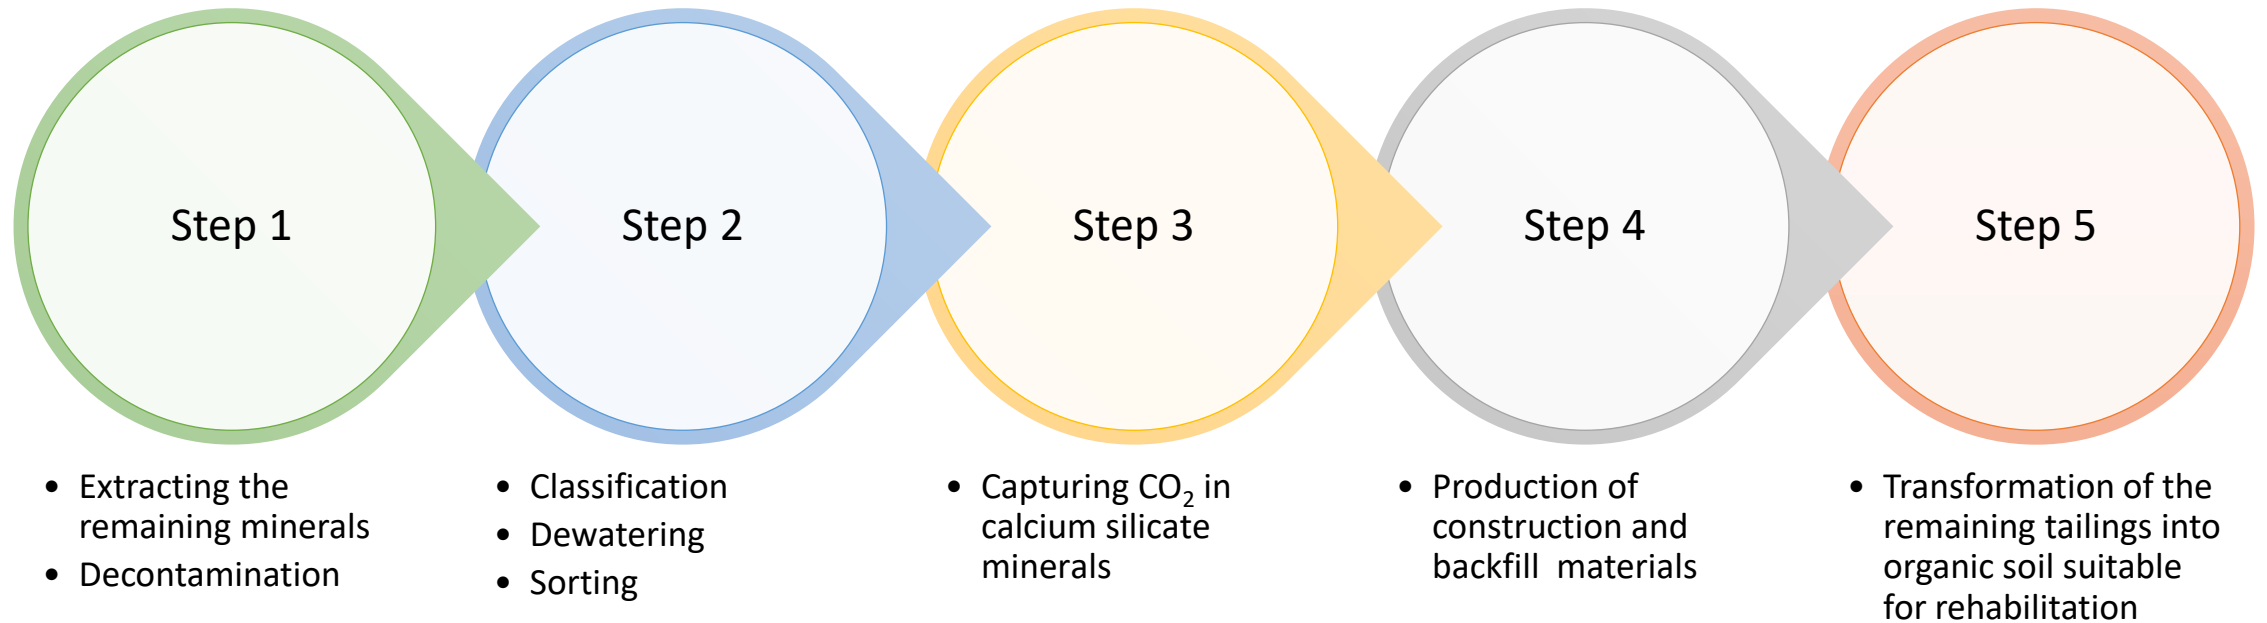 Step 1
Step 2
Step 3
Step 4
Step 5
• Extracting the
remaining minerals
• Decontamination
• Classification
• Dewatering
• Sorting
• Capturing CO₂ in
calcium silicate
minerals
• Production of
construction and
backfill  materials
• Transformation of the
remaining tailings into
organic soil suitable
for rehabilitation